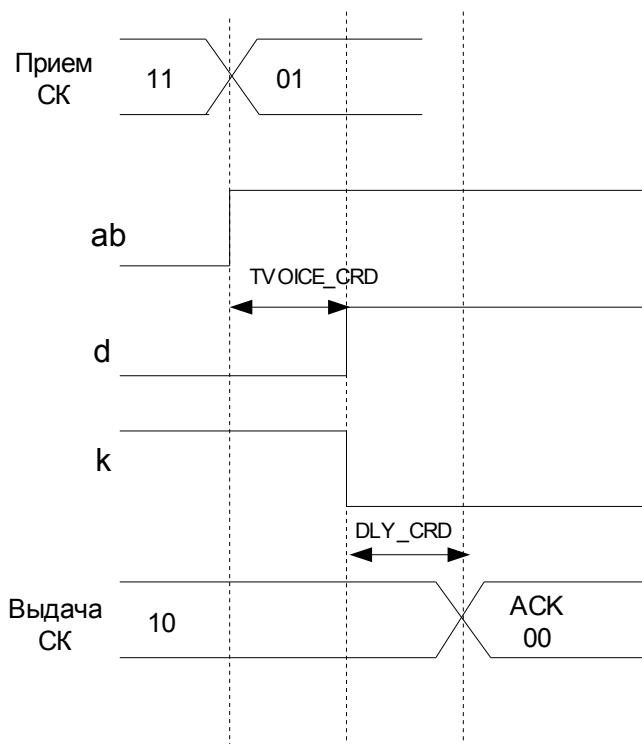 Прием
СК
11
01
ab
TVOICE_CRD
d
k
DLY_CRD
Выдача
СК
10
ACK
00